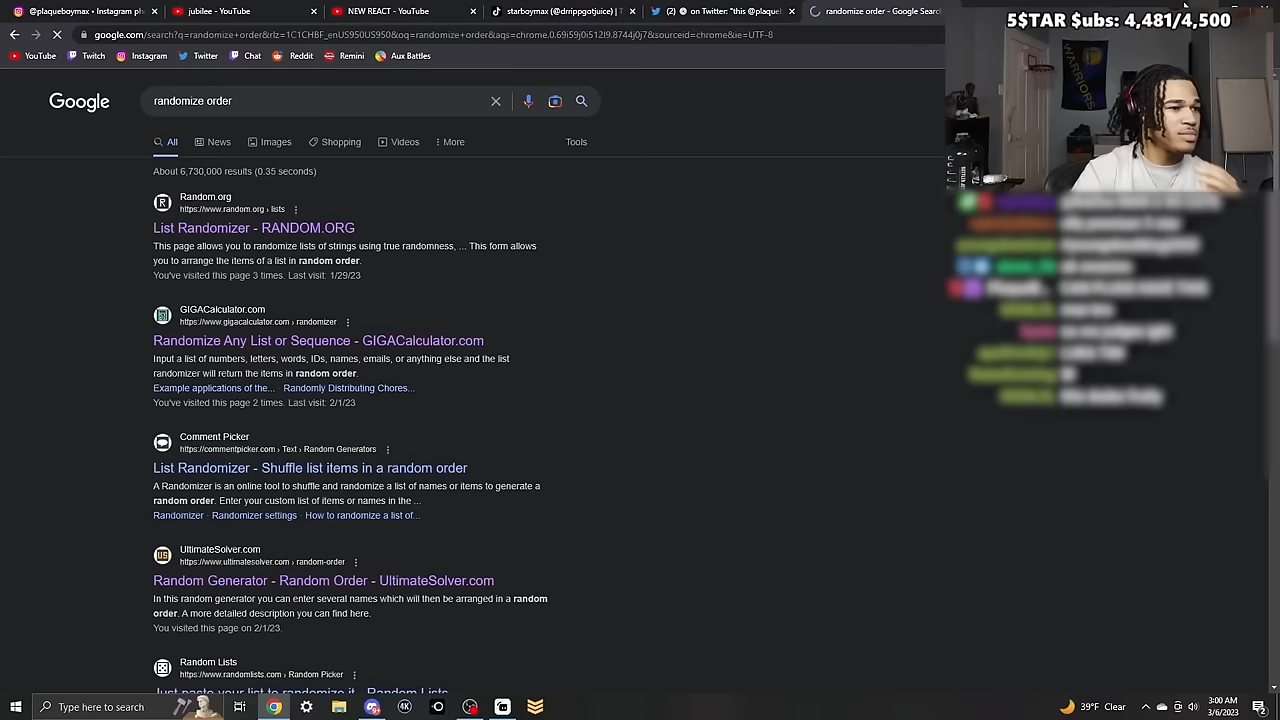 @plaqueboymax • Instagram ph
jubilee - YouTube
NEW REACT - YouTube
starboymax (@drrippgotjuice) | T
on Twitter: "this @plaque
randomize order - Google Search
google.com/search?q=randomize+order&rlz=1C1CHBF_enUS950US950&oq=randomize+order&aqs=chrome.0.69i59j0i512l9.8744j0j7&sourceid=chrome&ie=UTF-8
YouTube Twitch Instagram Twitter Chat Reddit Remini Aux Battles
5$TAR $ubs: 4,481/4,500
WARRIORS
Google
randomize order
All News Images Shopping Videos More Tools
About 6,730,000 results (0.35 seconds)
Random.org
https://www.random.org › lists
List Randomizer - RANDOM.ORG
This page allows you to randomize lists of strings using true randomness, ... This form allows
you to arrange the items of a list in random order.
You've visited this page 3 times. Last visit: 1/29/23
GIGACalculator.com
https://www.gigacalculator.com › randomizer
Randomize Any List or Sequence - GIGACalculator.com
Input a list of numbers, letters, words, IDs, names, emails, or anything else and the list
randomizer will return the items in random order.
Example applications of the... · Randomly Distributing Chores...
You've visited this page 2 times. Last visit: 2/1/23
Comment Picker
https://commentpicker.com › Text › Random Generators
List Randomizer - Shuffle list items in a random order
A Randomizer is an online tool to shuffle and randomize a list of names or items to generate a
random order. Enter your custom list of items or names in the ...
Randomizer · Randomizer settings · How to randomize a list of...
UltimateSolver.com
https://www.ultimatesolver.com › random-order
Random Generator - Random Order - UltimateSolver.com
In this random generator you can enter several names which will then be arranged in a random
order. A more detailed description you can find here.
You visited this page on 2/1/23.
Random Lists
https://www.randomlists.com › Random Picker
Just paste your list to randomize it - Random Lists
Type here to search
4K
39°F Clear
3:00 AM
3/6/2023